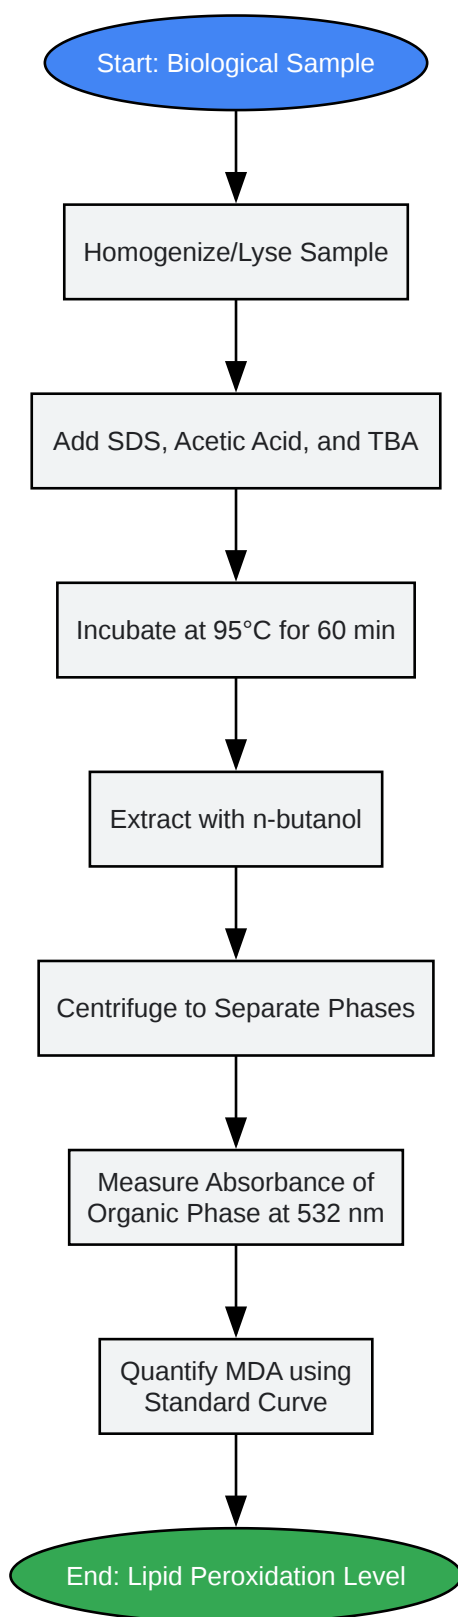 Start: Biological Sample
Homogenize/Lyse Sample
Add SDS, Acetic Acid, and TBA
Incubate at 95°C for 60 min
Extract with n-butanol
Centrifuge to Separate Phases
Measure Absorbance of
Organic Phase at 532 nm
Quantify MDA using
Standard Curve
End: Lipid Peroxidation Level